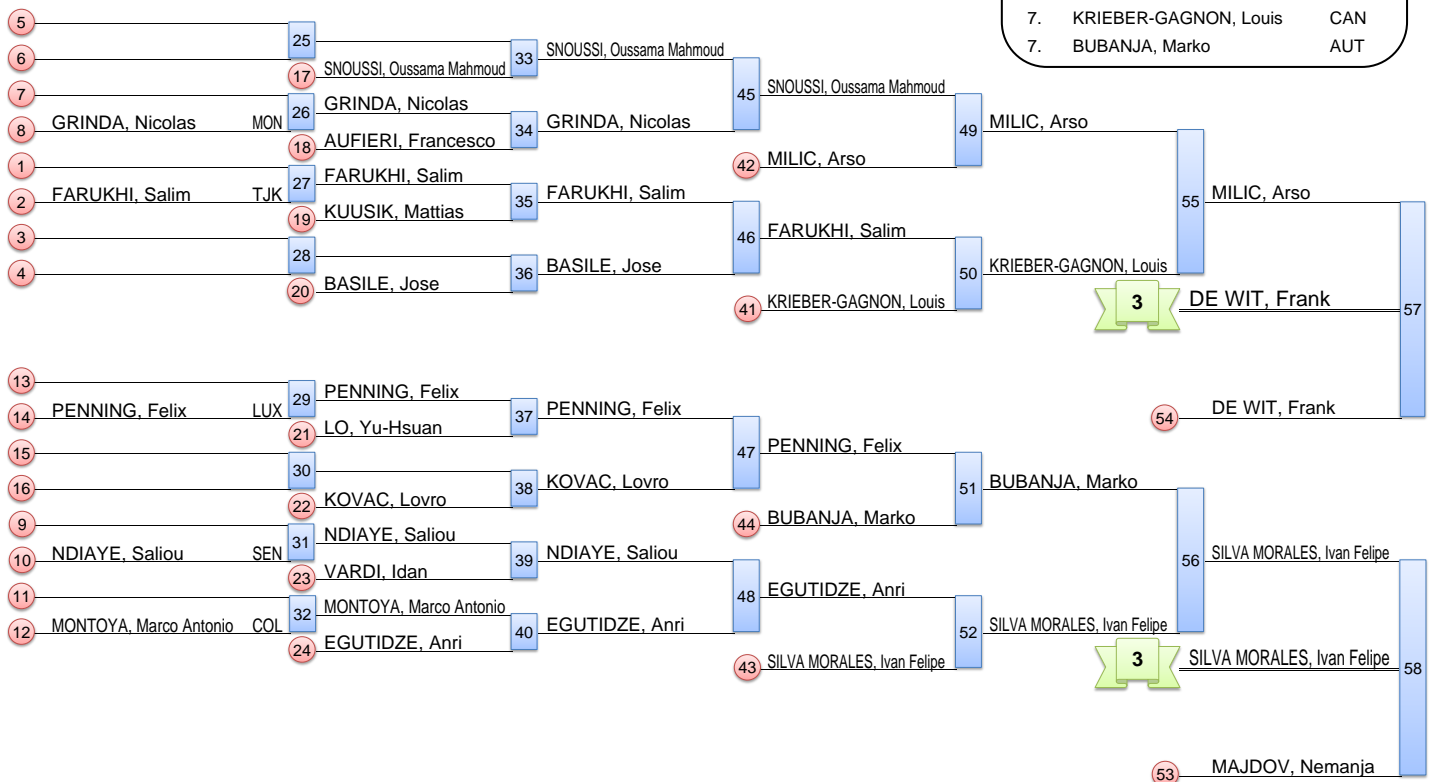 7. KRIEBER-GAGNON, Louis CAN
7. BUBANJA, Marko AUT
5
25
6
33 SNOUSSI, Oussama Mahmoud
17 SNOUSSI, Oussama Mahmoud
45 SNOUSSI, Oussama Mahmoud
7
26 GRINDA, Nicolas
8 GRINDA, Nicolas MON
34 GRINDA, Nicolas
18 AUFIERI, Francesco
49 MILIC, Arso
42 MILIC, Arso
1
27 FARUKHI, Salim
2 FARUKHI, Salim TJK
35 FARUKHI, Salim
19 KUUSIK, Mattias
55 MILIC, Arso
46 FARUKHI, Salim
3
28
4
36 BASILE, Jose
20 BASILE, Jose
50 KRIEBER-GAGNON, Louis
41 KRIEBER-GAGNON, Louis
3 DE WIT, Frank
57
13
29 PENNING, Felix
14 PENNING, Felix LUX
37 PENNING, Felix
21 LO, Yu-Hsuan
54 DE WIT, Frank
47 PENNING, Felix
15
30
16
38 KOVAC, Lovro
22 KOVAC, Lovro
51 BUBANJA, Marko
44 BUBANJA, Marko
9
31 NDIAYE, Saliou
10 NDIAYE, Saliou SEN
39 NDIAYE, Saliou
23 VARDI, Idan
56 SILVA MORALES, Ivan Felipe
48 EGUTIDZE, Anri
11
32 MONTOYA, Marco Antonio
12 MONTOYA, Marco Antonio COL
40 EGUTIDZE, Anri
24 EGUTIDZE, Anri
52 SILVA MORALES, Ivan Felipe
43 SILVA MORALES, Ivan Felipe
3 SILVA MORALES, Ivan Felipe
58
53 MAJDOV, Nemanja